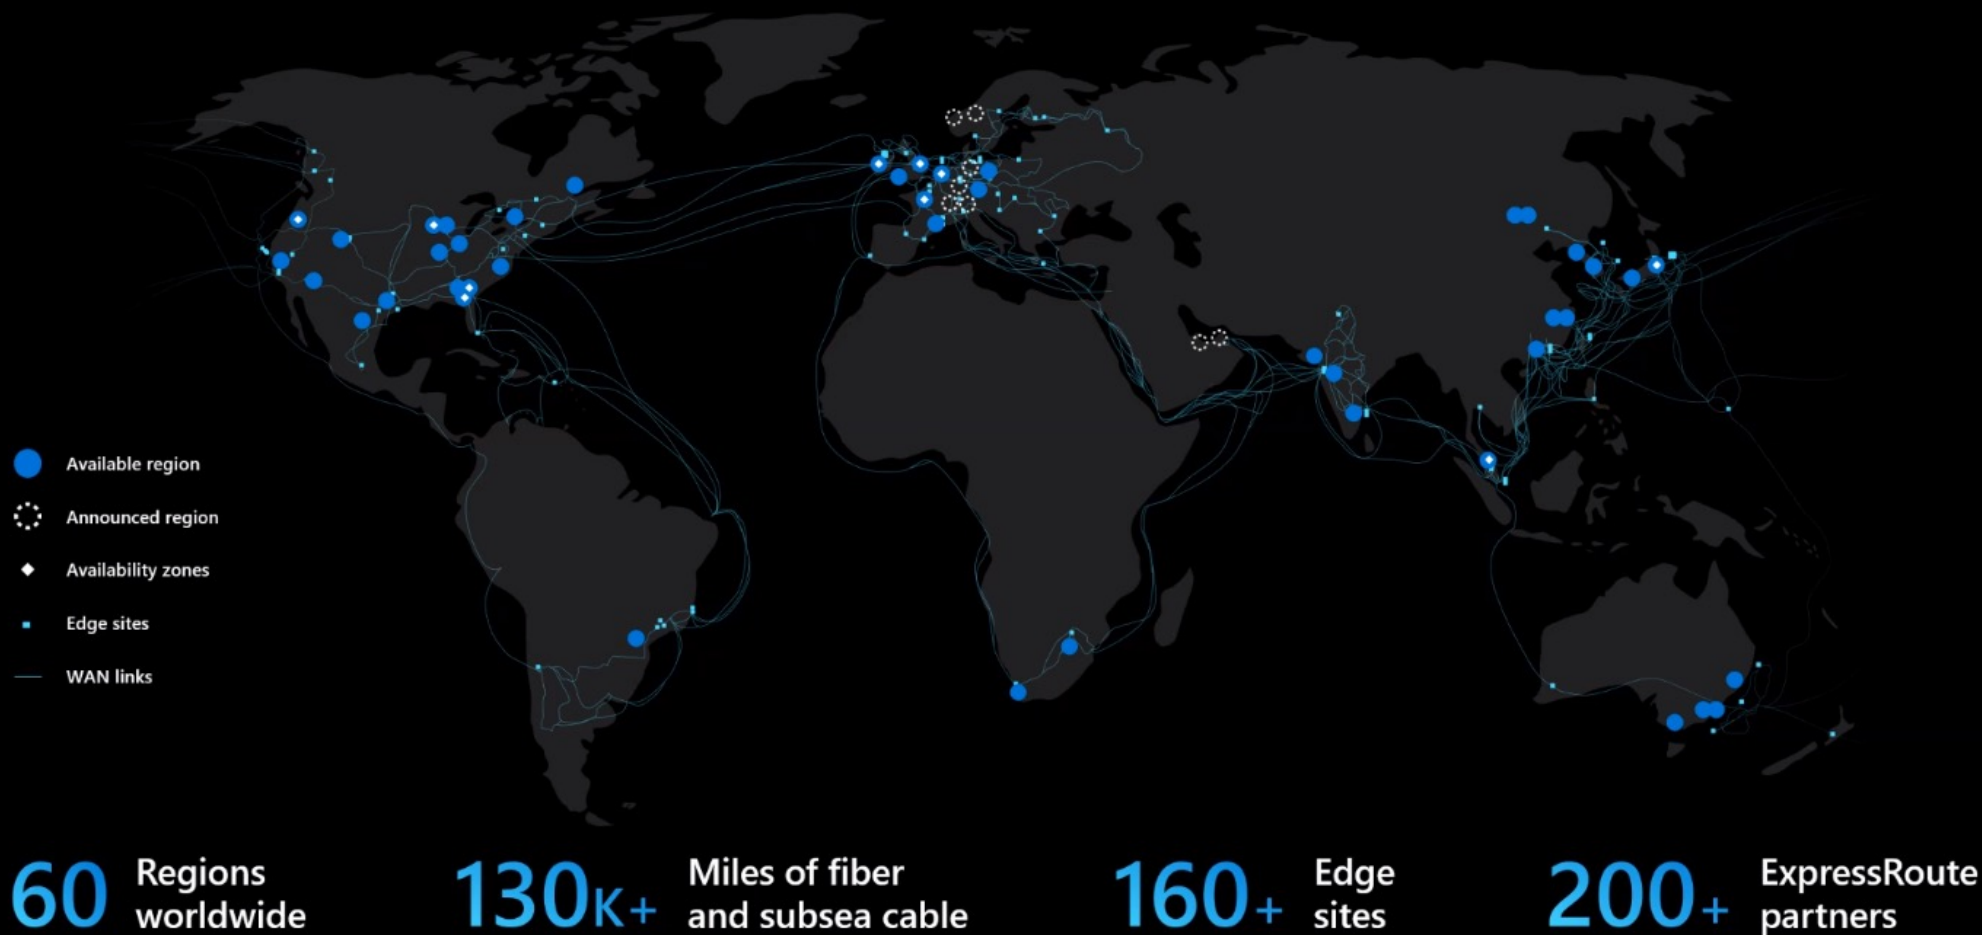 Available region
Announced region
Availability zones
Edge sites
WAN links
60
Regions
worldwide
130K+
Miles of fiber
and subsea cable
160+
Edge
sites
200+
ExpressRoute
partners